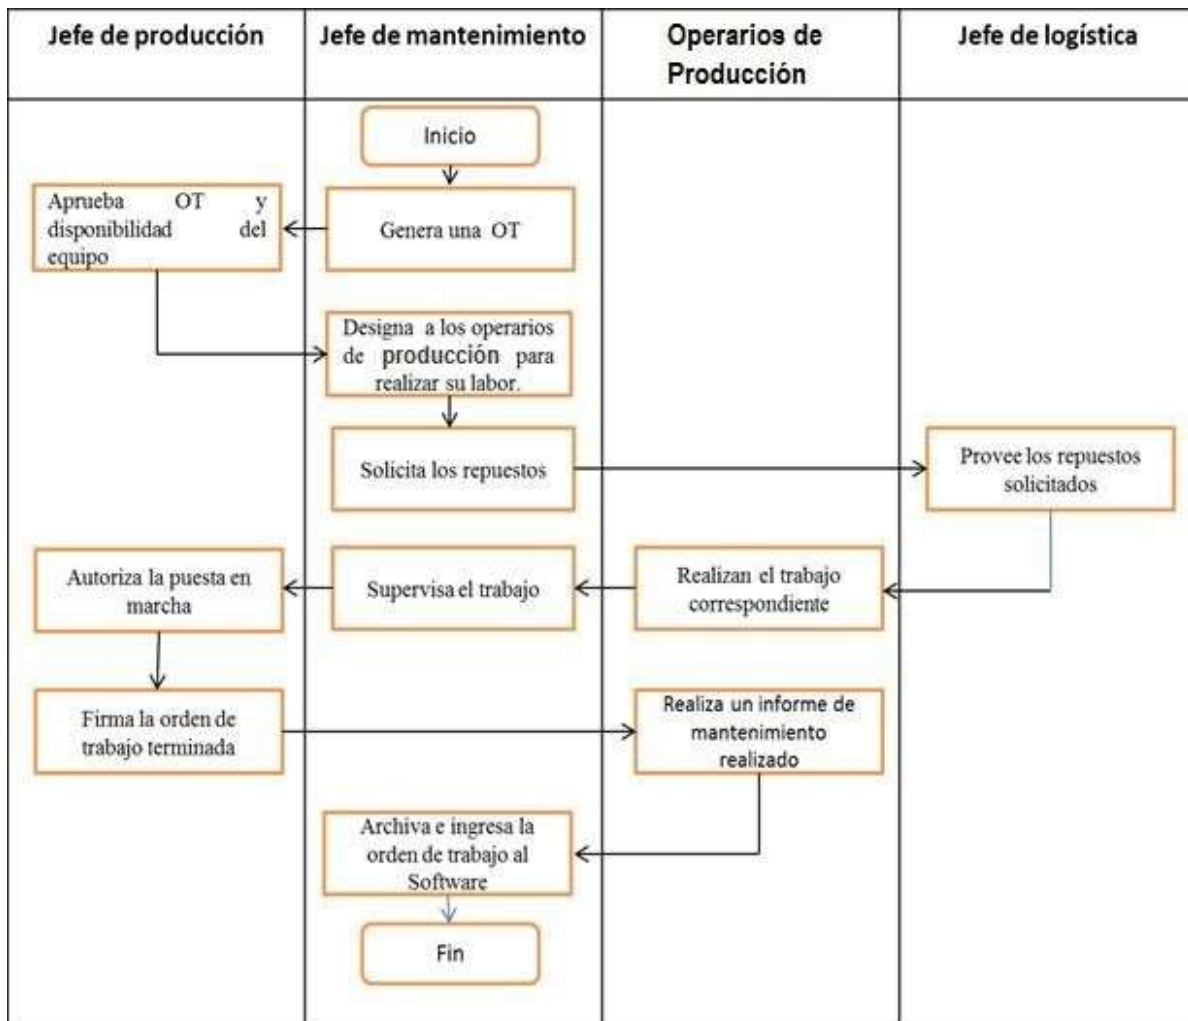 Jefe de producción
Jefe de mantenimiento
Operarios de
Producción
Jefe de logística
Inicio
Aprueba OT y
disponibilidad del
equipo
Genera una OT
Designa a los operarios
de producción para
realizar su labor.
Solicita los repuestos
Provee los repuestos
solicitados
Autoriza la puesta en
marcha
Supervisa el trabajo
Realizan el trabajo
correspondiente
Firma la orden de
trabajo terminada
Realiza un informe de
mantenimiento
realizado
Archiva e ingresa la
orden de trabajo al
Software
Fin